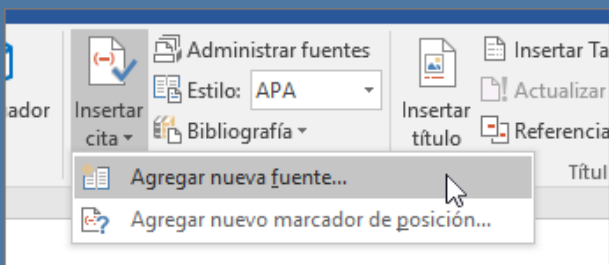 Administrar fuentes
Insertar Ta
Estilo: APA
Actualizar
ador
Insertar
cita
Insertar
título
Bibliografía
Referencia
Agregar nueva fuente...
Títul
Agregar nuevo marcador de posición...